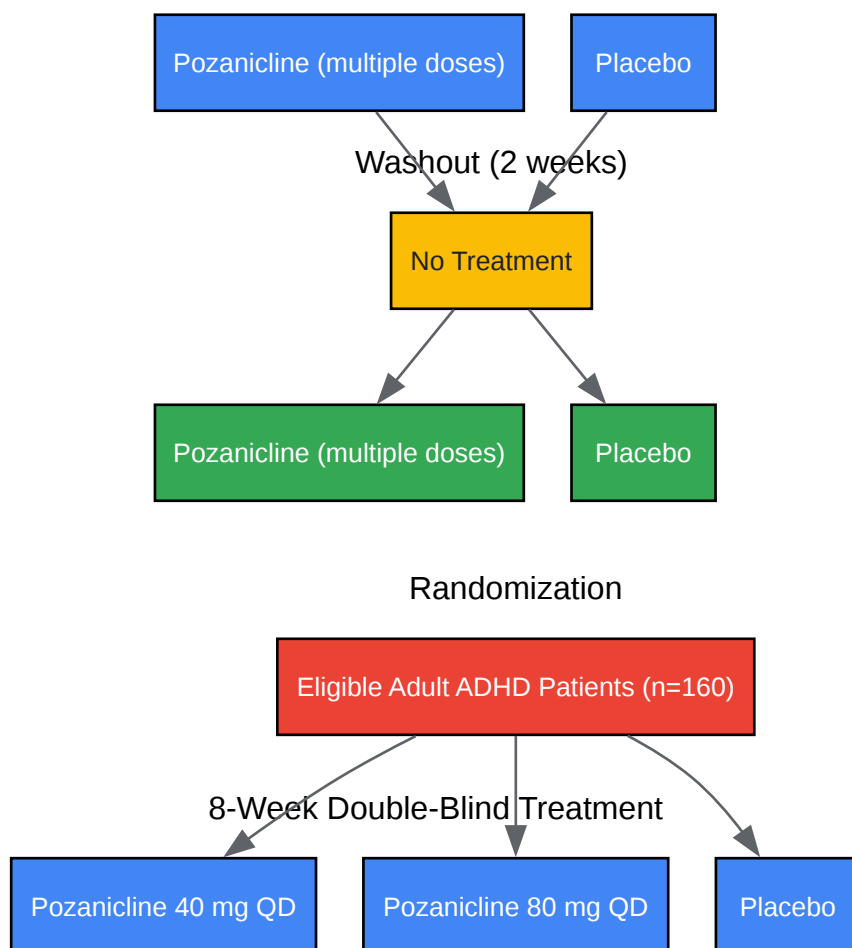 Pozanicline (multiple doses)
Placebo
Washout (2 weeks)
No Treatment
Pozanicline (multiple doses)
Placebo
Randomization
Eligible Adult ADHD Patients (n=160)
8-Week Double-Blind Treatment
Pozanicline 40 mg QD
Pozanicline 80 mg QD
Placebo